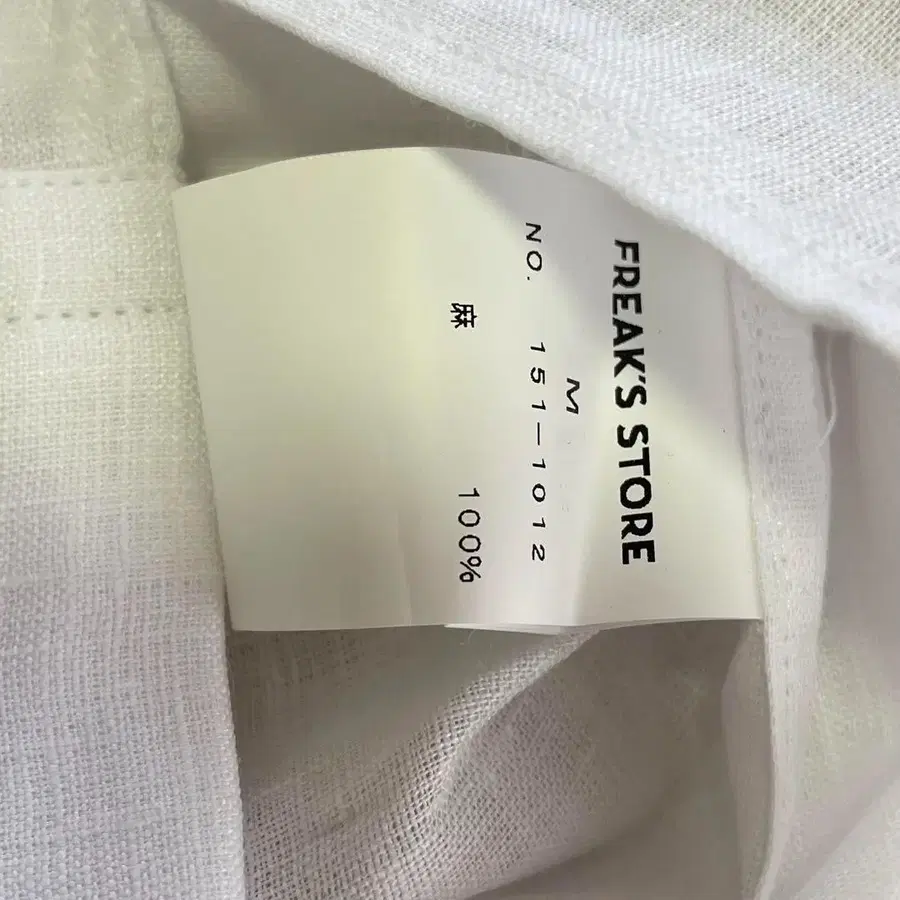 FREAK'S STORE
M
NO. 151-1012
麻 100%